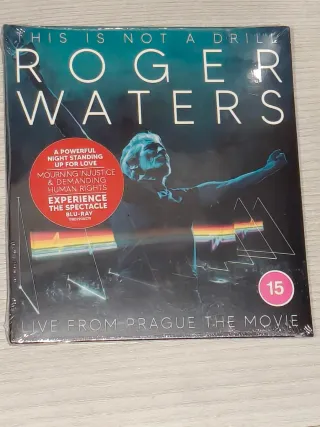 THIS IS NOT A DRILL
ROGER
WATERS
A POWERFUL
NIGHT STANDING
UP FOR LOVE
MOURNING INJUSTICE
& DEMANDING
HUMAN RIGHTS
EXPERIENCE
THE SPECTACLE
BLU-RAY
15
LIVE FROM PRAGUE THE MOVIE